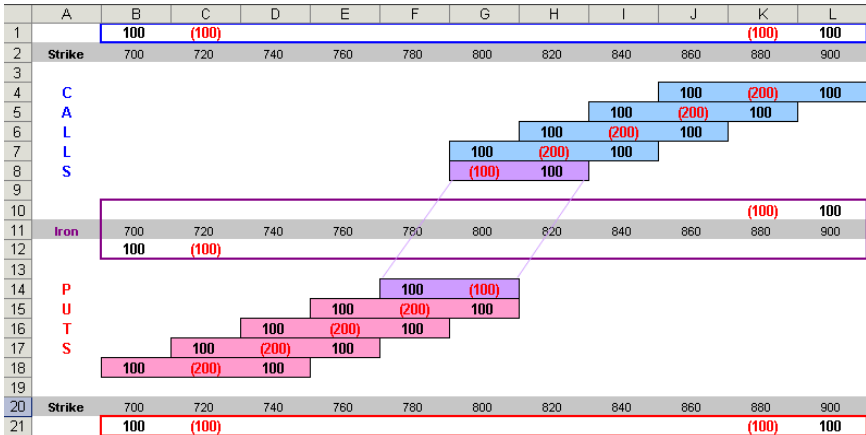 A B C D E F G H I J K L
1 100 (100) (100) 100
2 Strike 700 720 740 760 780 800 820 840 860 880 900
3
4 C 100 (200) 100
5 A 100 (200) 100
6 L 100 (200) 100
7 L 100 (200) 100
8 S (100) 100
9
10 (100) 100
11 Iron 700 720 740 760 780 800 820 840 860 880 900
12 100 (100)
13
14 P 100 (100)
15 U 100 (200) 100
16 T 100 (200) 100
17 S 100 (200) 100
18 100 (200) 100
19
20 Strike 700 720 740 760 780 800 820 840 860 880 900
21 100 (100) (100) 100